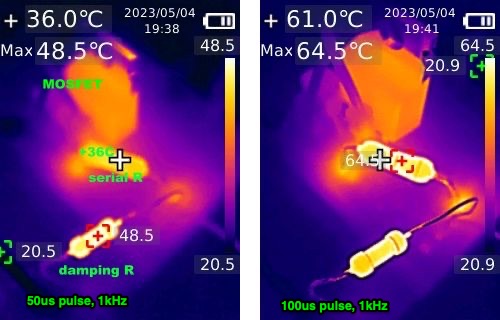 + 36.0℃
2023/05/04
19:38
Max 48.5℃
48.5
MOSFET
+36C
serial R
48.5
20.5
damping R
20.5
50us pulse, 1kHz
+ 61.0℃
2023/05/04
19:41
Max 64.5℃
64.5
20.9
20.9
100us pulse, 1kHz